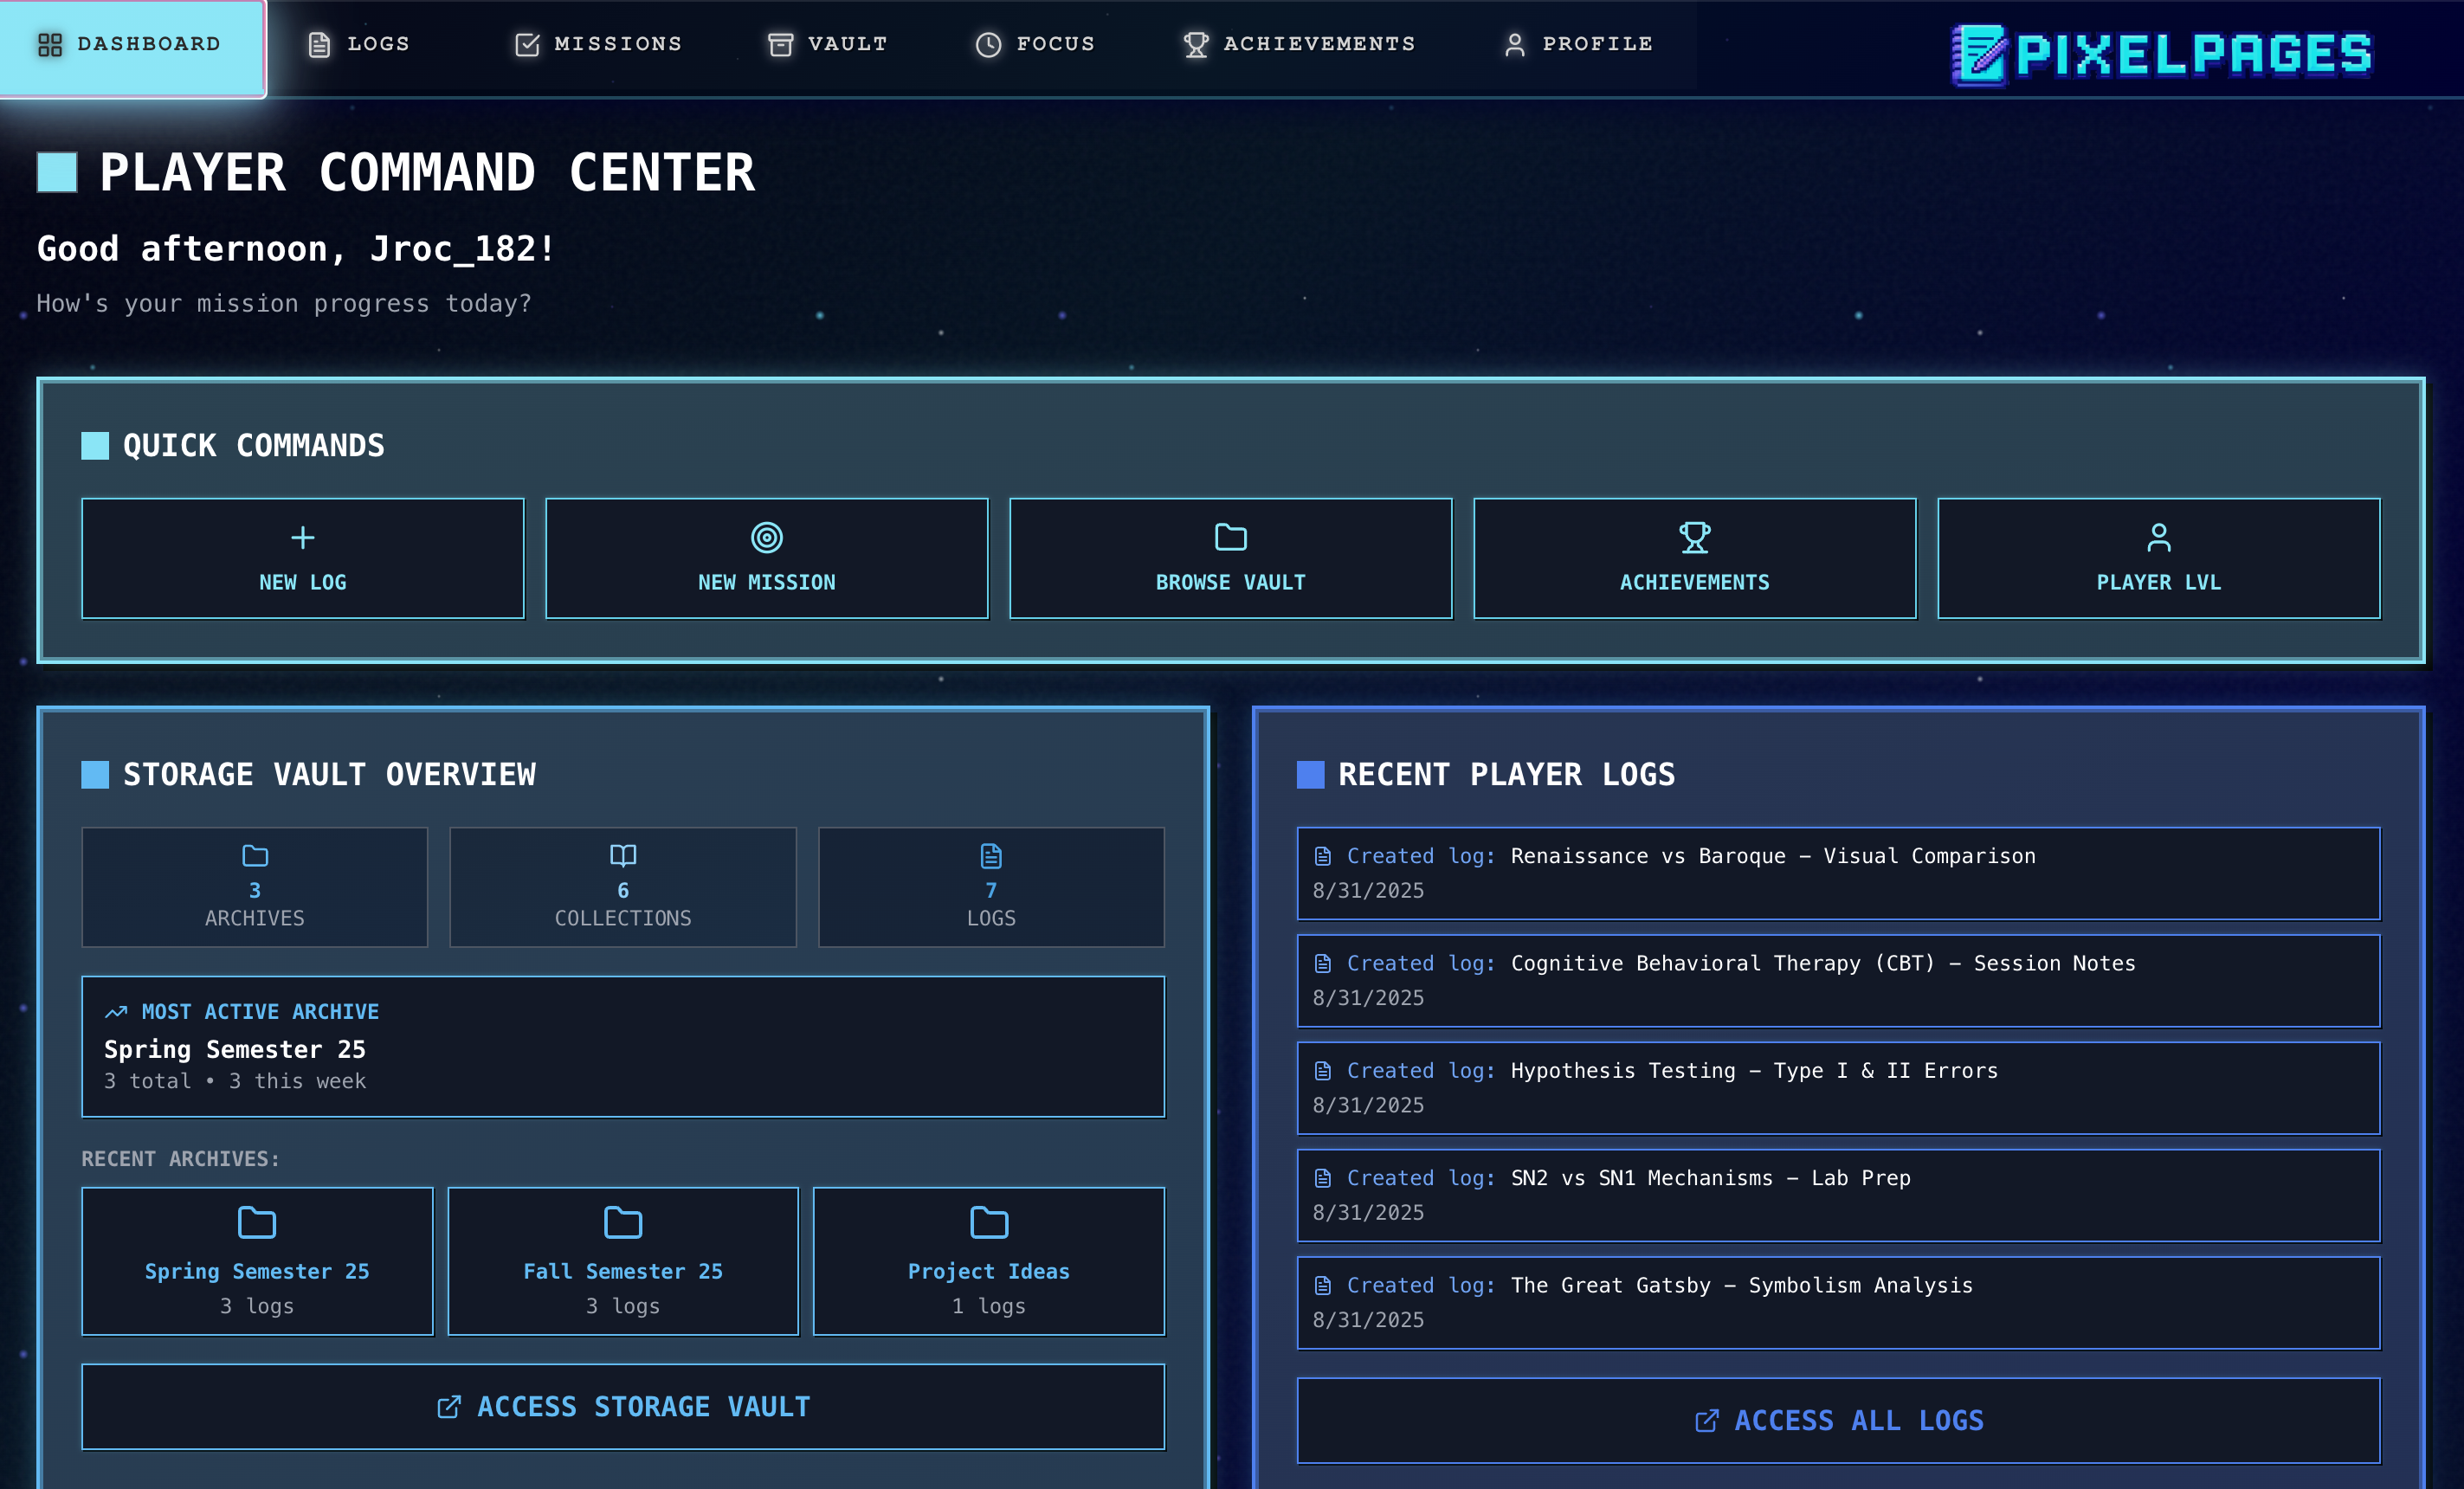 DASHBOARD
LOGS
MISSIONS
VAULT
FOCUS
ACHIEVEMENTS
PROFILE
PIXELPAGES
PLAYER COMMAND CENTER
Good afternoon, Jroc_182!
How's your mission progress today?
QUICK COMMANDS
NEW LOG
NEW MISSION
BROWSE VAULT
ACHIEVEMENTS
PLAYER LVL
STORAGE VAULT OVERVIEW
3
ARCHIVES
6
COLLECTIONS
7
LOGS
MOST ACTIVE ARCHIVE
Spring Semester 25
3 total • 3 this week
RECENT ARCHIVES:
Spring Semester 25
3 logs
Fall Semester 25
3 logs
Project Ideas
1 logs
ACCESS STORAGE VAULT
RECENT PLAYER LOGS
Created log: Renaissance vs Baroque – Visual Comparison
8/31/2025
Created log: Cognitive Behavioral Therapy (CBT) – Session Notes
8/31/2025
Created log: Hypothesis Testing – Type I & II Errors
8/31/2025
Created log: SN2 vs SN1 Mechanisms – Lab Prep
8/31/2025
Created log: The Great Gatsby – Symbolism Analysis
8/31/2025
ACCESS ALL LOGS